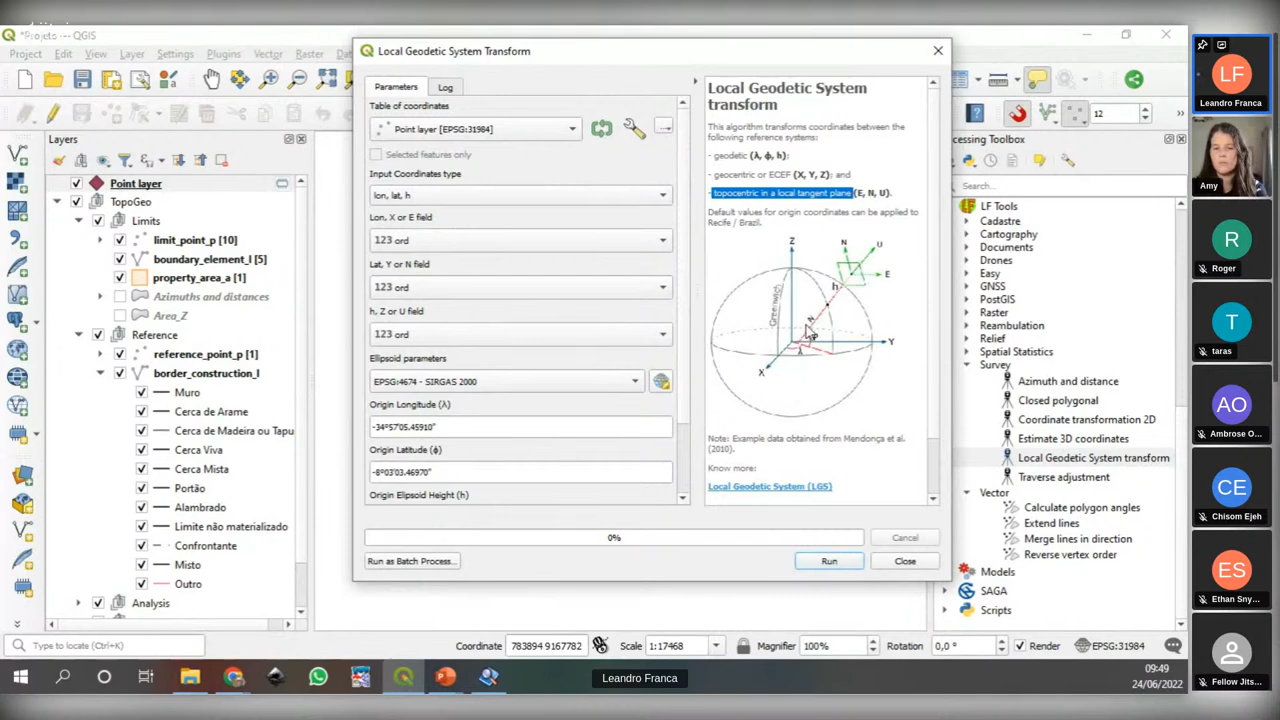 *Projeto — QGIS
Project Edit View Layer Settings Plugins Vector Raster
Layers
Point layer
TopoGeo
Limits
limit_point_p [10]
boundary_element_l [5]
property_area_a [1]
Azimuths and distances
Area_Z
Reference
reference_point_p [1]
border_construction_l
Muro
Cerca de Arame
Cerca de Madeira ou Tapu
Cerca Viva
Cerca Mista
Portão
Alambrado
Limite não materializado
Confrontante
Misto
Outro
Analysis
Local Geodetic System Transform
Parameters Log
Table of coordinates
Point layer [EPSG:31984]
Selected features only
Input Coordinates type
lon, lat, h
Lon, X or E field
123 ord
Lat, Y or N field
123 ord
h, Z or U field
123 ord
Ellipsoid parameters
EPSG:4674 - SIRGAS 2000
Origin Longitude (λ)
-34°57'05.45910"
Origin Latitude (ϕ)
-8°03'03.46970"
Origin Elipsoid Height (h)
0%
Cancel
Run as Batch Process...
Run
Close
Local Geodetic System
transform
This algorithm transforms coordinates between the
following reference systems:
- geodetic (λ, ϕ, h);
- geocentric or ECEF (X, Y, Z); and
- topocentric in a local tangent plane (E, N, U).
Default values for origin coordinates can be applied to
Recife / Brazil.
Z
N
U
E
h
Greenwitch
N
λ
Y
X
Note: Example data obtained from Mendonça et al.
(2010).
Know more:
Local Geodetic System (LGS)
12
Processing Toolbox
Search...
LF Tools
Cadastre
Cartography
Documents
Drones
Easy
GNSS
PostGIS
Raster
Reambulation
Relief
Spatial Statistics
Survey
Azimuth and distance
Closed polygonal
Coordinate transformation 2D
Estimate 3D coordinates
Local Geodetic System transform
Traverse adjustment
Vector
Calculate polygon angles
Extend lines
Merge lines in direction
Reverse vertex order
Models
SAGA
Scripts
Type to locate (Ctrl+K)
Coordinate 783894 9167782
Scale 1:17468
Magnifier 100%
Rotation 0,0 °
Render
EPSG:31984
09:49
24/06/2022
Leandro Franca
LF
Leandro Franca
Amy
R
Roger
T
taras
AO
Ambrose O...
CE
Chisom Ejeh
ES
Ethan Sny...
Fellow Jits...